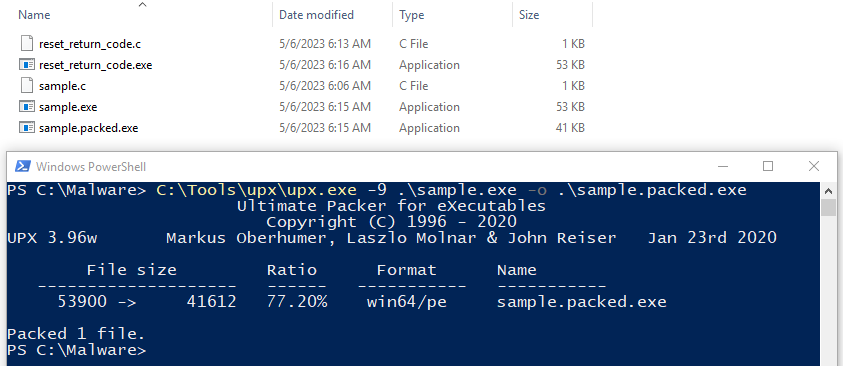 Name Date modified Type Size
reset_return_code.c 5/6/2023 6:13 AM C File 1 KB
reset_return_code.exe 5/6/2023 6:16 AM Application 53 KB
sample.c 5/6/2023 6:06 AM C File 1 KB
sample.exe 5/6/2023 6:15 AM Application 53 KB
sample.packed.exe 5/6/2023 6:15 AM Application 41 KB
Windows PowerShell
PS C:\Malware> C:\Tools\upx\upx.exe -9 .\sample.exe -o .\sample.packed.exe
Ultimate Packer for eXecutables
Copyright (C) 1996 - 2020
UPX 3.96w Markus Oberhumer, Laszlo Molnar & John Reiser Jan 23rd 2020
File size Ratio Format Name
-------------------- ------ ----------- -----------
53900 -> 41612 77.20% win64/pe sample.packed.exe
Packed 1 file.
PS C:\Malware>